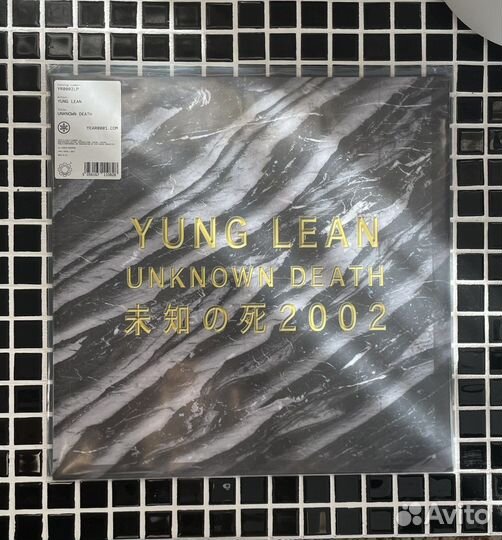 YR0002LP
YUNG LEAN
UNKNOWN DEATH
YEAR0001.COM
YUNG LEAN
UNKNOWN DEATH
未知の死2002
Avito